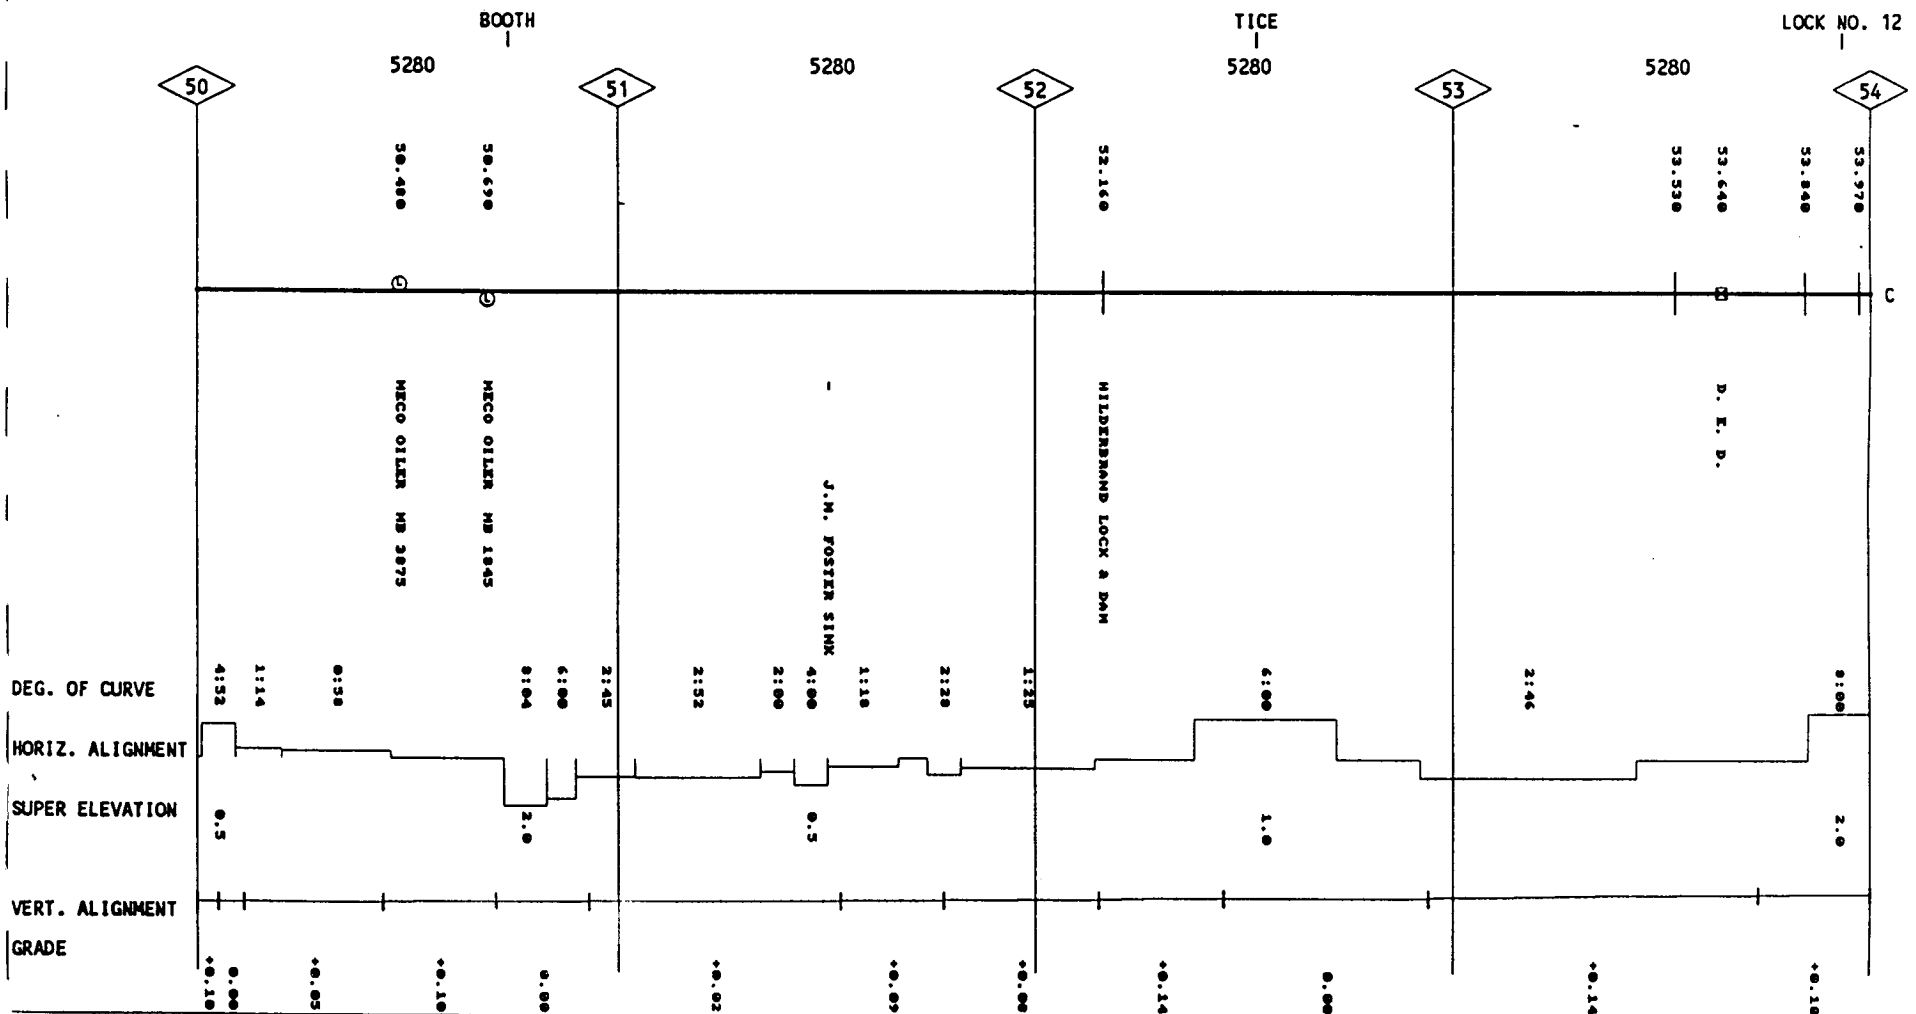 BOOTH TICE LOCK NO. 12
5280 5280 5280 5280
50 51 52 53 54
50.480 50.690 52.160 53.530 53.640 53.840 53.970
C
MECO OILER MB
MECO OILER MB 1845
J.M. FOSTER SINK
HILDERBRAND LOCK & DAM
D. E. D.
DEG. OF CURVE 4:52 1:14 0:58 8:04 6:00 2:45 2:52 2:00 4:00 1:18 2:28 1:25 6:00 2:46 8:00
HORIZ. ALIGNMENT
SUPER ELEVATION 0.5 2.0 0.5 1.0 2.0
VERT. ALIGNMENT
GRADE
+0.10 0.00 +0.05 +0.10 0.00 +0.02 +0.09 +0.08 +0.14 0.00 +0.14 +0.10